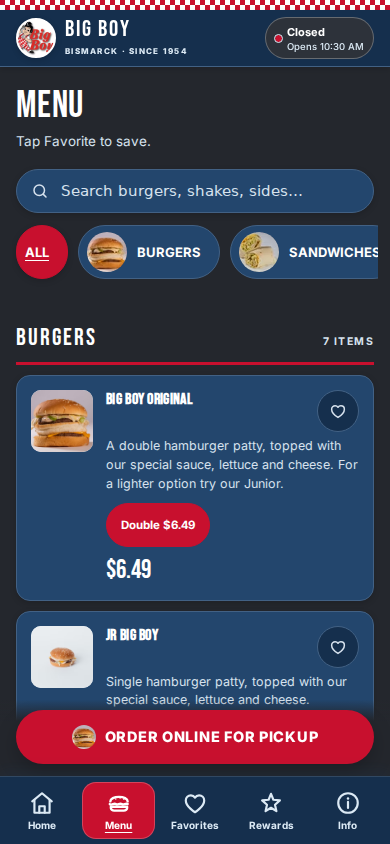 Big Boy
BIG BOY
BISMARCK · SINCE 1954
Closed
Opens 10:30 AM
MENU
Tap Favorite to save.
Search burgers, shakes, sides...
ALL
BURGERS
SANDWICHES
BURGERS
7 ITEMS
BIG BOY ORIGINAL
A double hamburger patty, topped with
our special sauce, lettuce and cheese. For
a lighter option try our Junior.
Double $6.49
$6.49
JR BIG BOY
Single hamburger patty, topped with our
special sauce, lettuce and cheese.
ORDER ONLINE FOR PICKUP
Home
Menu
Favorites
Rewards
Info